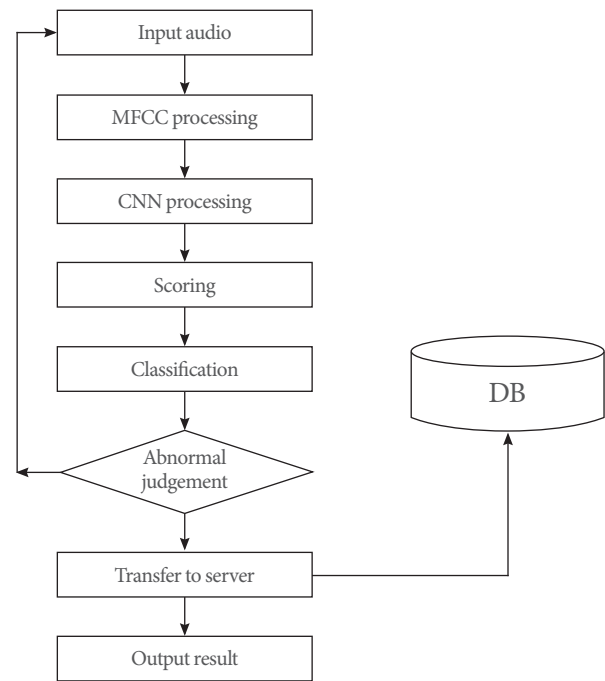 Input audio
MFCC processing
CNN processing
Scoring
Classification
DB
Abnormal
judgement
Transfer to server
Output result